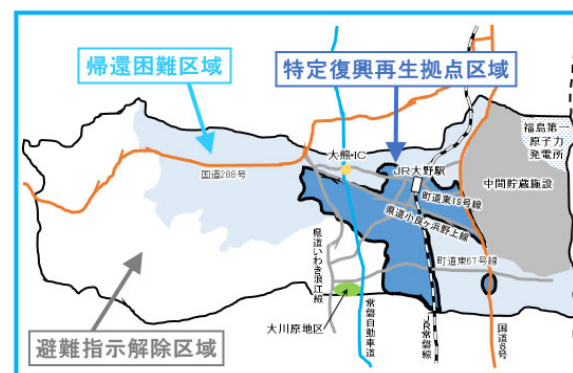 帰還困難区域
特定復興再生拠点区域
福島第一
原子力
発電所
大熊IC
JR大野駅
国道288号
中間貯蔵施設
町道東19号線
県道小良ヶ浜野上線
県道いわき浪江線
町道東67号線
大川原地区
常磐自動車道
JR常磐線
国道6号
避難指示解除区域